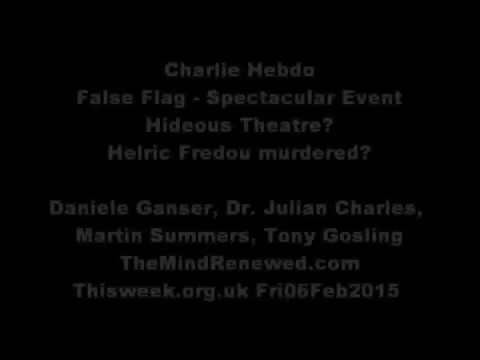 Charlie Hebdo
False Flag - Spectacular Event
Hideous Theatre?
Helric Fredou murdered?
Daniele Ganser, Dr. Julian Charles,
Martin Summers, Tony Gosling
TheMindRenewed.com
Thisweek.org.uk Fri06Feb2015